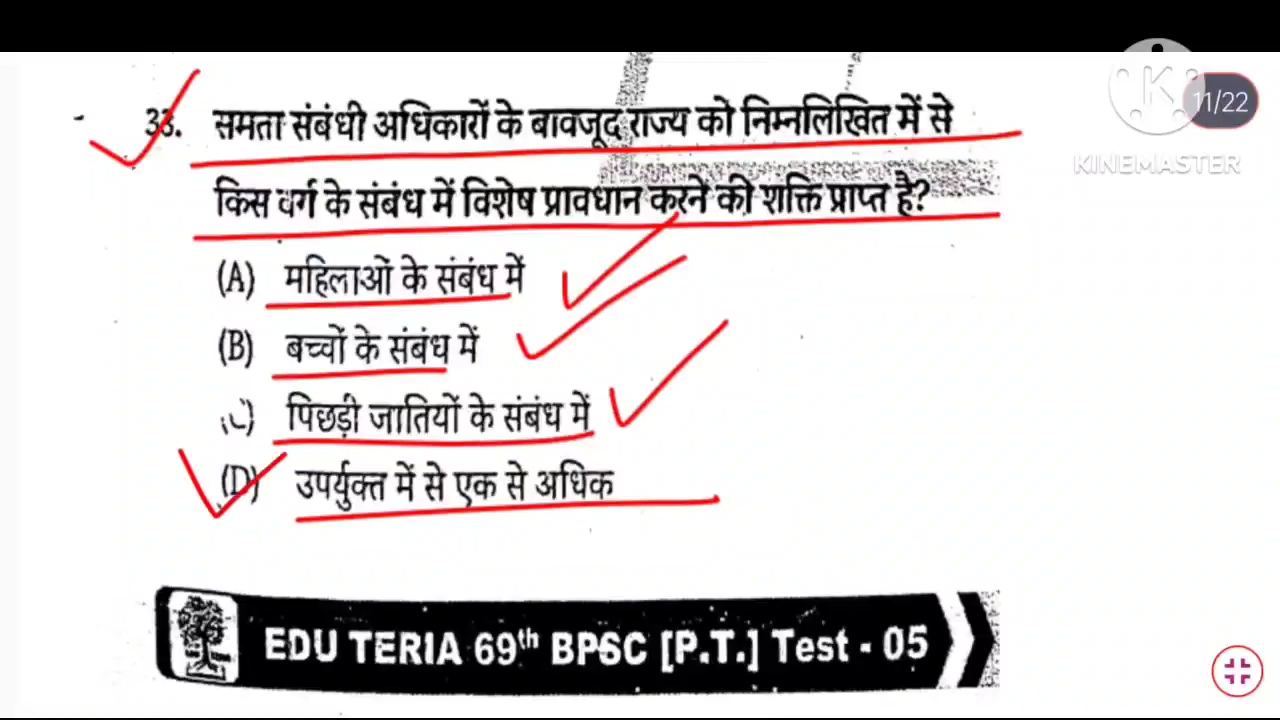 11/22
KINEMASTER
33. समता संबंधी अधिकारों के बावजूद राज्य को निम्नलिखित में से
किस वर्ग के संबंध में विशेष प्रावधान करने की शक्ति प्राप्त है?
(A) महिलाओं के संबंध में
(B) बच्चों के संबंध में
(C) पिछड़ी जातियों के संबंध में
(D) उपर्युक्त में से एक से अधिक
EDU TERIA 69th BPSC [P.T.] Test - 05